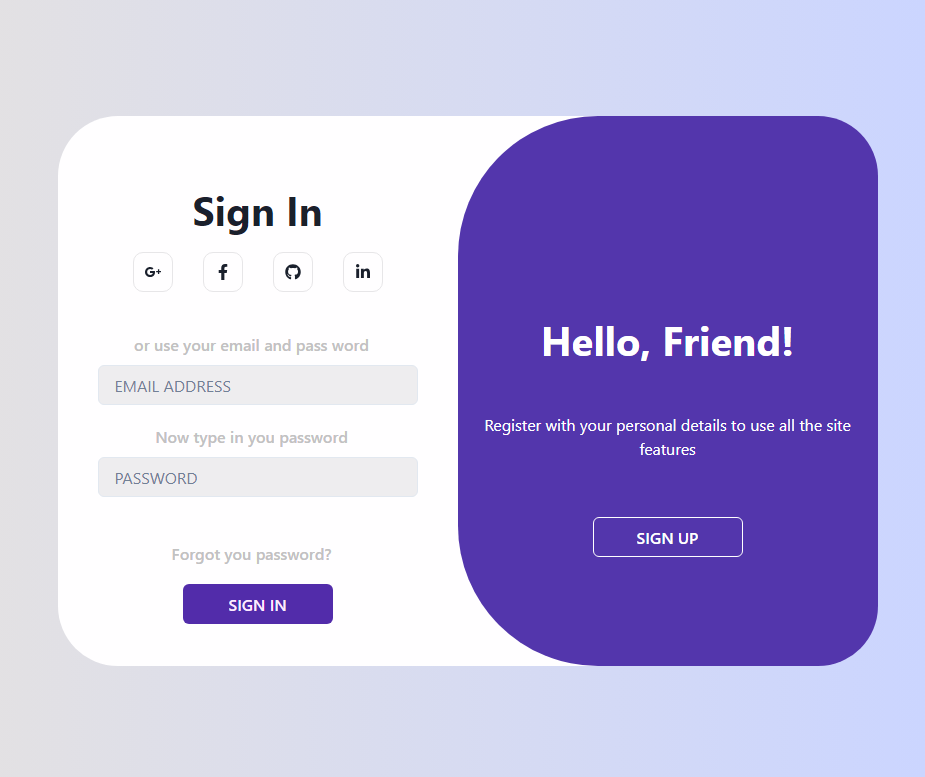 Sign In
G+
f
in
or use your email and pass word
EMAIL ADDRESS
Now type in you password
PASSWORD
Forgot you password?
SIGN IN
Hello, Friend!
Register with your personal details to use all the site
features
SIGN UP